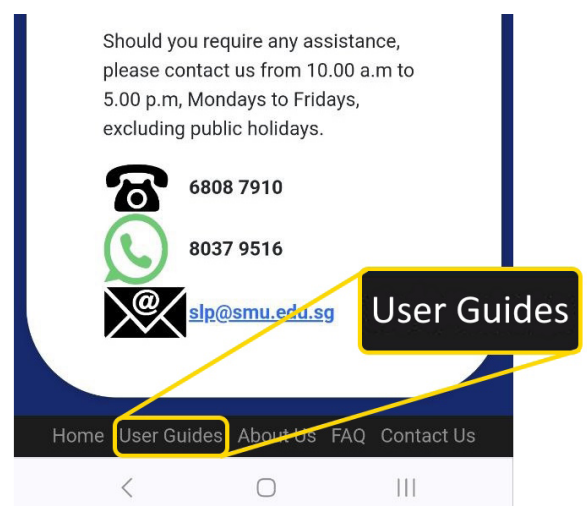 Should you require any assistance,
please contact us from 10.00 a.m to
5.00 p.m, Mondays to Fridays,
excluding public holidays.
6808 7910
8037 9516
@
slp@smu.edu.sg
User Guides
Home User Guides About Us FAQ Contact Us